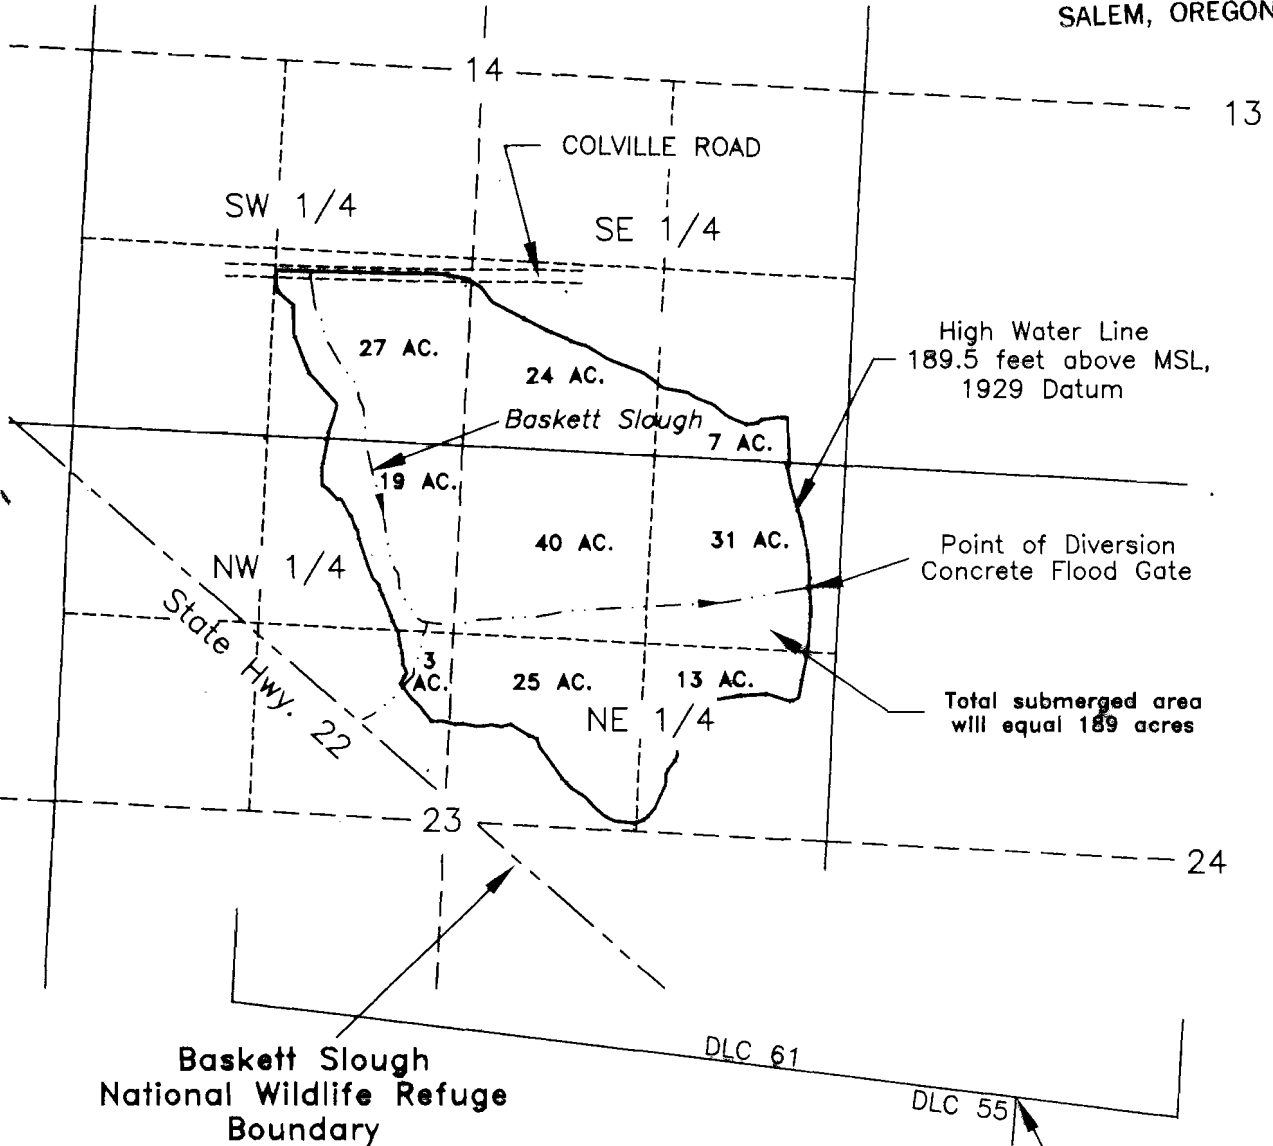 SALEM, OREGON
14
13
COLVILLE ROAD
SW 1/4
SE 1/4
High Water Line
189.5 feet above MSL,
1929 Datum
27 AC.
24 AC.
Baskett Slough
7 AC.
19 AC.
40 AC.
31 AC.
Point of Diversion
Concrete Flood Gate
NW 1/4
State Hwy. 22
3
AC.
25 AC.
13 AC.
NE 1/4
Total submerged area
will equal 189 acres
23
24
Baskett Slough
National Wildlife Refuge
Boundary
DLC 61
DLC 55